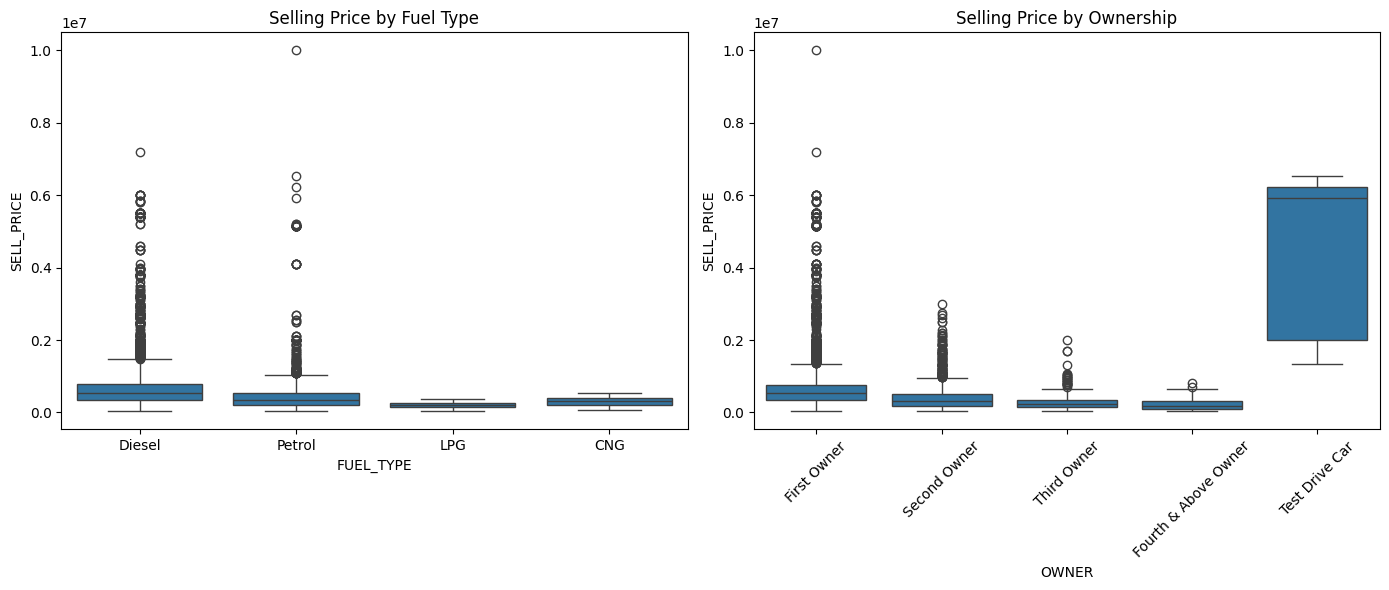 Selling Price by Fuel Type
1e7
1.0
0.8
0.6
0.4
0.2
0.0
SELL_PRICE
Diesel
Petrol
LPG
CNG
FUEL_TYPE
Selling Price by Ownership
1e7
1.0
0.8
0.6
0.4
0.2
0.0
SELL_PRICE
First Owner
Second Owner
Third Owner
Fourth & Above Owner
Test Drive Car
OWNER